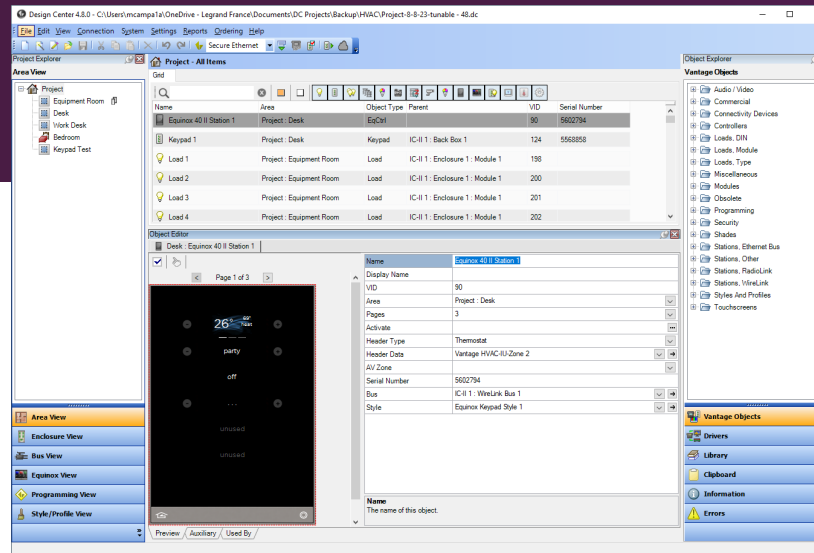 Design Center 4.8.0 - C:\Users\mcampa1a\OneDrive - Legrand France\Documents\DC Projects\Backup\HVAC\Project-8-8-23-tunable - 48.dc
File Edit View Connection System Settings Reports Ordering Help
Secure Ethernet
Project Explorer
Area View
Project
Equipment Room
Desk
Work Desk
Bedroom
Keypad Test
Area View
Enclosure View
Bus View
Equinox View
Programming View
Style/Profile View
Project - All Items
Grid
Name Area Object Type Parent VID Serial Number
Equinox 40 II Station 1 Project : Desk EqCtrl 90 5602794
Keypad 1 Project : Desk Keypad IC-II 1 : Back Box 1 124 5568858
Load 1 Project : Equipment Room Load IC-II 1 : Enclosure 1 : Module 1 198
Load 2 Project : Equipment Room Load IC-II 1 : Enclosure 1 : Module 1 200
Load 3 Project : Equipment Room Load IC-II 1 : Enclosure 1 : Module 1 201
Load 4 Project : Equipment Room Load IC-II 1 : Enclosure 1 : Module 1 202
Object Editor
Desk : Equinox 40 II Station 1
< Page 1 of 3 >
26° 69°
heat
party
off
...
unused
unused
Preview Auxiliary Used By
Name Equinox 40 II Station 1
Display Name
VID 90
Area Project : Desk
Pages 3
Activate
Header Type Thermostat
Header Data Vantage HVAC-IU-Zone 2
AV Zone
Serial Number 5602794
Bus IC-II 1 : WireLink Bus 1
Style Equinox Keypad Style 1
Name
The name of this object.
Object Explorer
Vantage Objects
Audio / Video
Commercial
Connectivity Devices
Controllers
Loads, DIN
Loads, Module
Loads, Type
Miscellaneous
Modules
Obsolete
Programming
Security
Shades
Stations, Ethernet Bus
Stations, Other
Stations, RadioLink
Stations, WireLink
Styles And Profiles
Touchscreens
Vantage Objects
Drivers
Library
Clipboard
Information
Errors